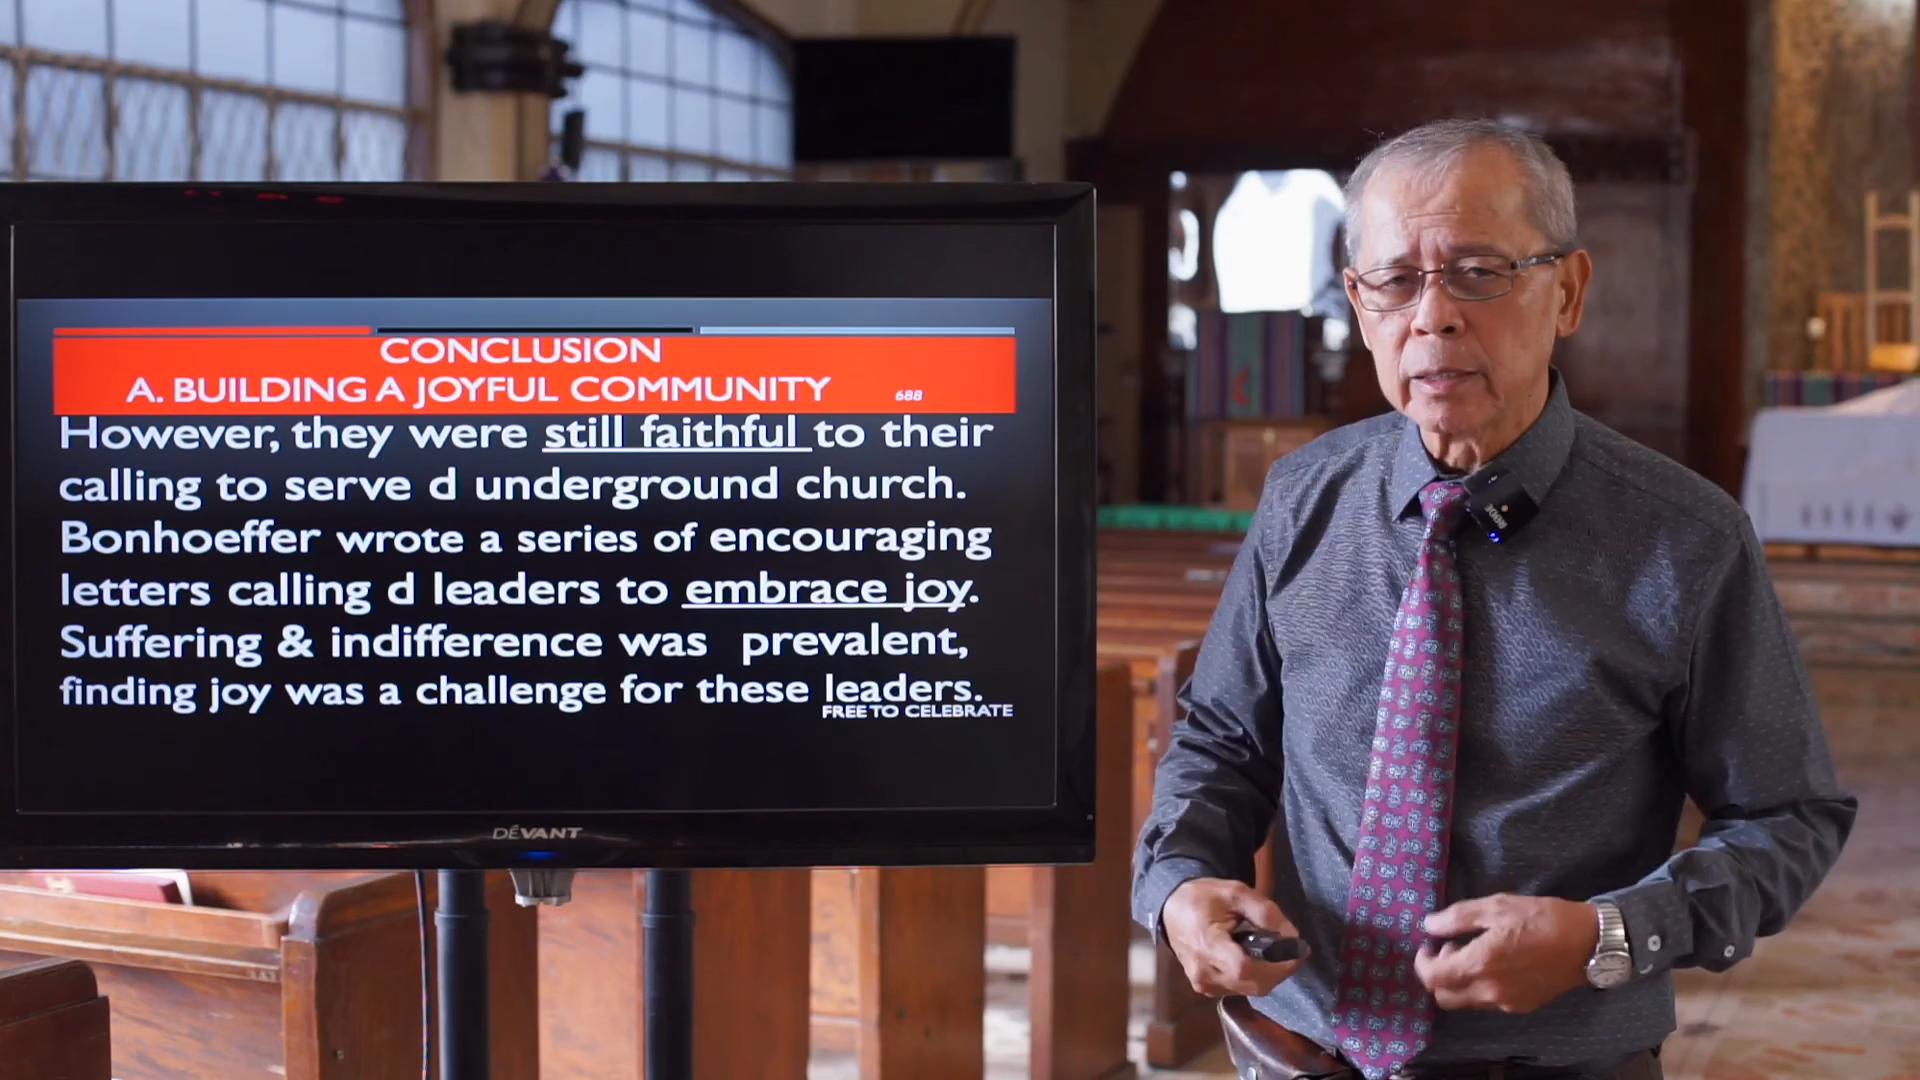 CONCLUSION
A. BUILDING A JOYFUL COMMUNITY 688
However, they were still faithful to their
calling to serve d underground church.
Bonhoeffer wrote a series of encouraging
letters calling d leaders to embrace joy.
Suffering & indifference was prevalent,
finding joy was a challenge for these leaders.
FREE TO CELEBRATE
DEVANT
RODE